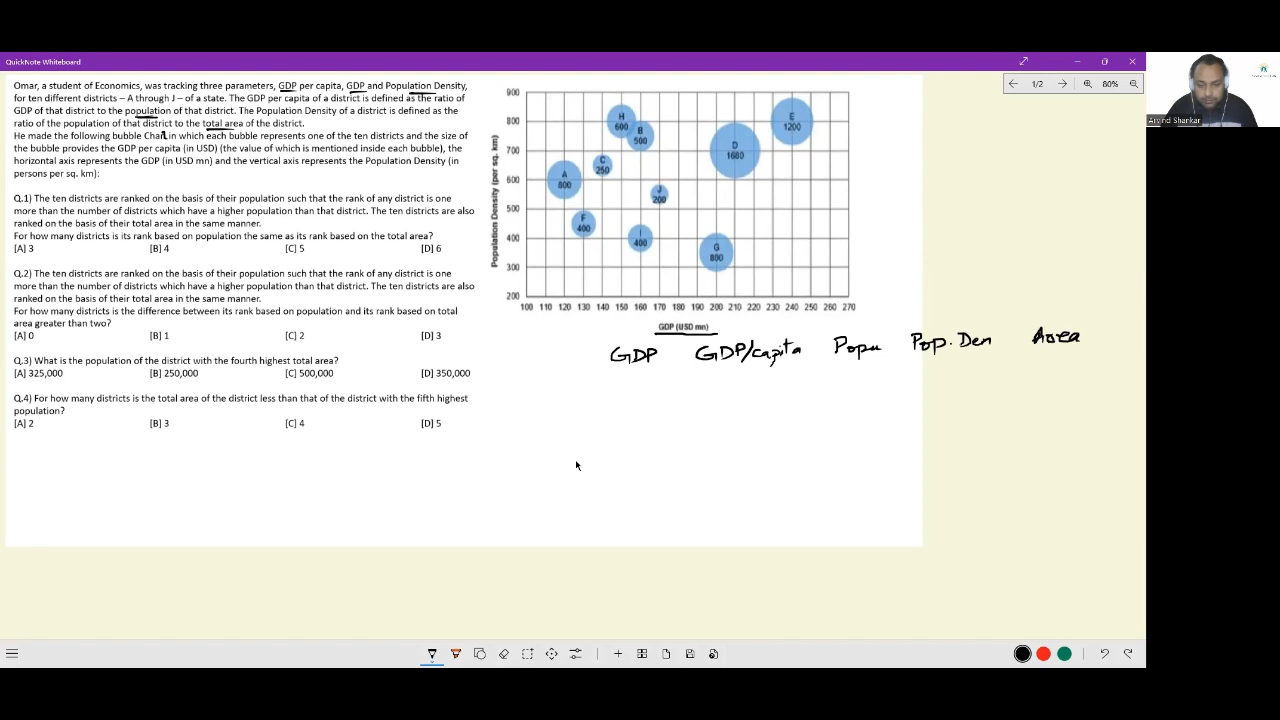 QuickNote Whiteboard
1/2
80%
Arvind Shankar
Omar, a student of Economics, was tracking three parameters, GDP per capita, GDP and Population Density,
for ten different districts – A through J – of a state. The GDP per capita of a district is defined as the ratio of
GDP of that district to the population of that district. The Population Density of a district is defined as the
ratio of the population of that district to the total area of the district.
He made the following bubble Chart in which each bubble represents one of the ten districts and the size of
the bubble provides the GDP per capita (in USD) (the value of which is mentioned inside each bubble), the
horizontal axis represents the GDP (in USD mn) and the vertical axis represents the Population Density (in
persons per sq. km):
Q.1) The ten districts are ranked on the basis of their population such that the rank of any district is one
more than the number of districts which have a higher population than that district. The ten districts are also
ranked on the basis of their total area in the same manner.
For how many districts is its rank based on population the same as its rank based on the total area?
[A] 3 [B] 4 [C] 5 [D] 6
Q.2) The ten districts are ranked on the basis of their population such that the rank of any district is one
more than the number of districts which have a higher population than that district. The ten districts are also
ranked on the basis of their total area in the same manner.
For how many districts is the difference between its rank based on population and its rank based on total
area greater than two?
[A] 0 [B] 1 [C] 2 [D] 3
Q.3) What is the population of the district with the fourth highest total area?
[A] 325,000 [B] 250,000 [C] 500,000 [D] 350,000
Q.4) For how many districts is the total area of the district less than that of the district with the fifth highest
population?
[A] 2 [B] 3 [C] 4 [D] 5
Population Density (per sq. km)
900
800
700
600
500
400
300
200
H
600
B
500
E
1200
D
1680
C
250
A
800
J
200
F
400
I
400
G
800
100 110 120 130 140 150 160 170 180 190 200 210 220 230 240 250 260 270
GDP (USD mn)
GDP GDP/capita Popu Pop. Den Area